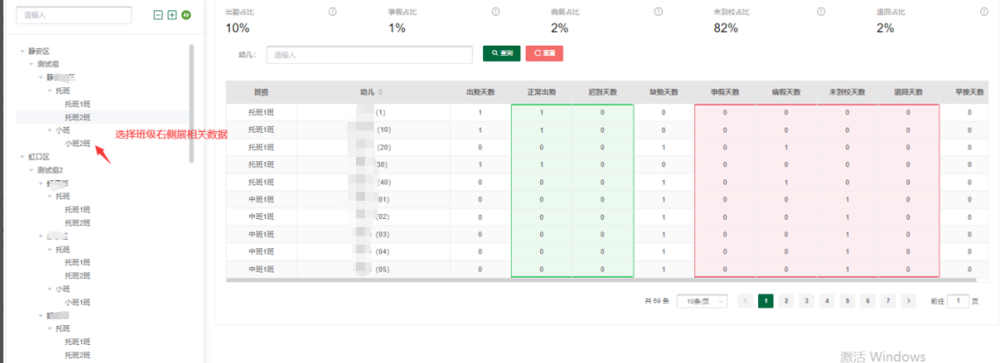 请输入
静安区
测试组
静
区
托班
托班1班
托班2班
小班
小班2班
选择班级右侧展相关数据
虹口区
测试组2
托班
托班1班
托班2班
区
托班
托班1班
托班2班
小班
小班1班
托班
托班1班
托班2班
出勤占比 事假占比 病假占比 未到校占比 退回占比
10% 1% 2% 82% 2%
幼儿: 请输入 查询 重置
班级 幼儿 出勤天数 正常出勤 迟到天数 缺勤天数 事假天数 病假天数 未到校天数 退回天数 早接天数
托班1班 (1) 1 1 0 0 0 0 0 0 0
托班1班 (10) 1 1 0 0 0 0 0 0 0
托班1班 (20) 0 0 0 1 0 1 0 0 0
托班1班 30) 1 1 0 0 0 0 0 0 0
托班1班 (40) 0 0 0 1 0 1 0 0 0
中班1班 01) 0 0 0 1 0 0 1 0 0
中班1班 (02) 0 0 0 1 0 0 1 0 0
中班1班 (03) 0 0 0 1 0 0 1 0 0
中班1班 (04) 0 0 0 1 0 0 1 0 0
中班1班 (05) 0 0 0 1 0 0 1 0 0
共 69 条 10条/页 1 2 3 4 5 6 7 前往 1 页
激活 Windows